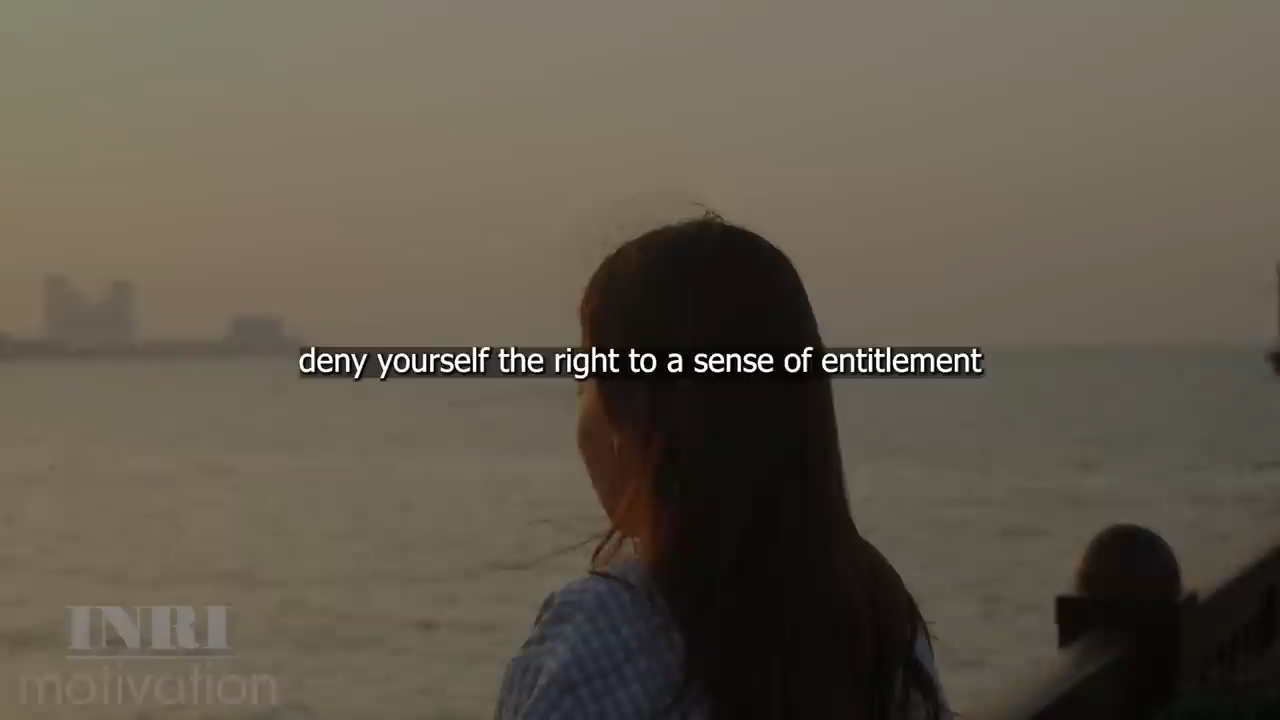 deny yourself the right to a sense of entitlement
INRI
motivation